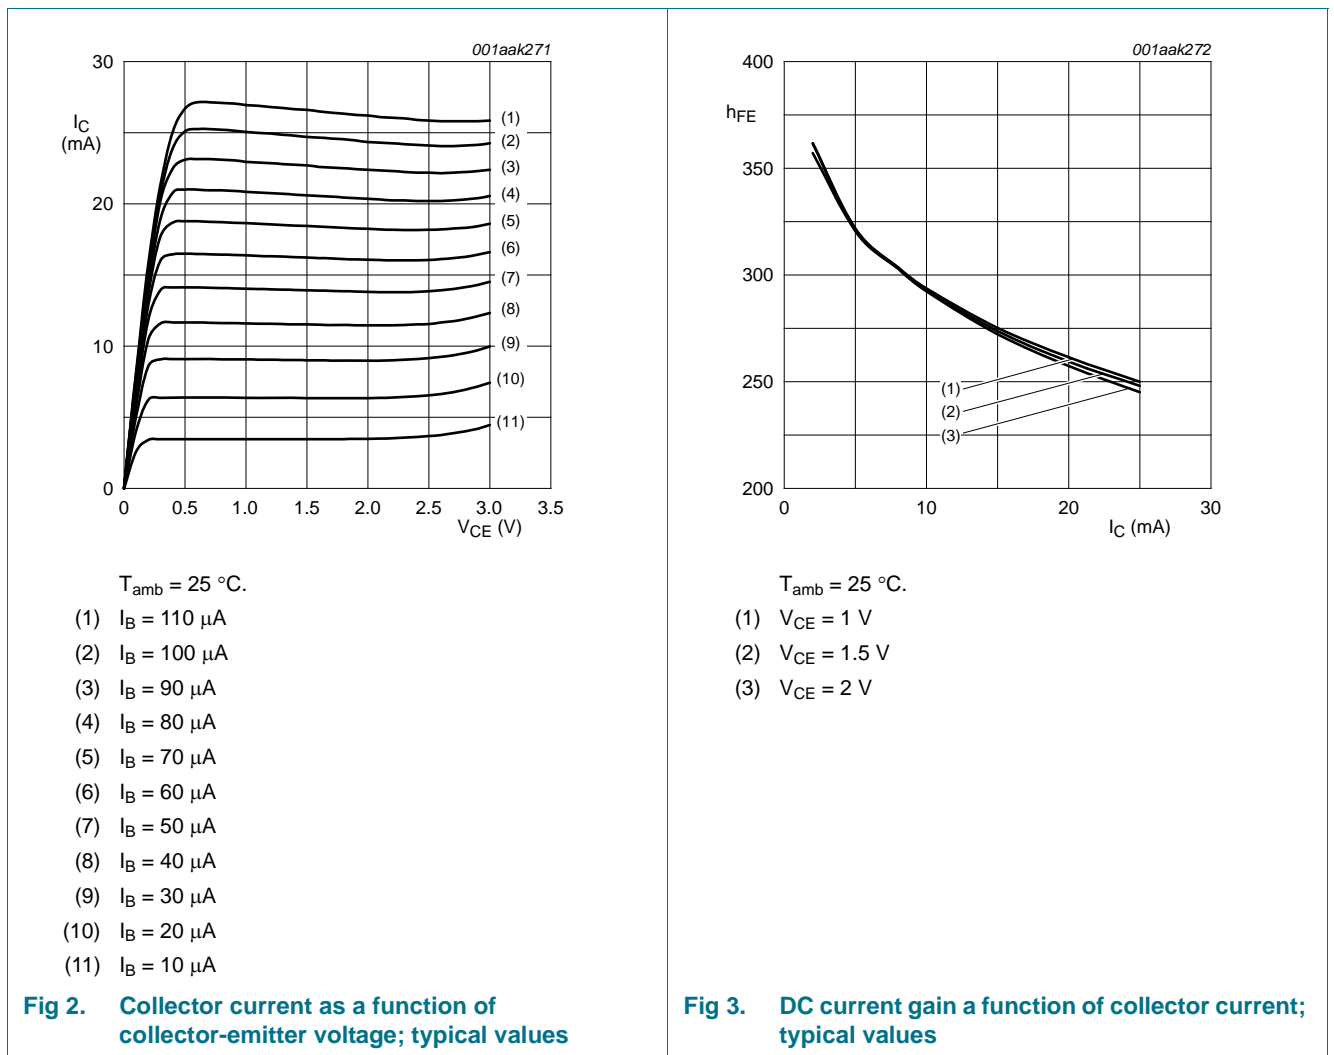 001aak271
30
I_C
(mA)
20
10
0
0 0.5 1.0 1.5 2.0 2.5 3.0 3.5
V_CE (V)
(1)
(2)
(3)
(4)
(5)
(6)
(7)
(8)
(9)
(10)
(11)
T_amb = 25 °C.
(1) I_B = 110 μA
(2) I_B = 100 μA
(3) I_B = 90 μA
(4) I_B = 80 μA
(5) I_B = 70 μA
(6) I_B = 60 μA
(7) I_B = 50 μA
(8) I_B = 40 μA
(9) I_B = 30 μA
(10) I_B = 20 μA
(11) I_B = 10 μA
Fig 2. Collector current as a function of
collector-emitter voltage; typical values
001aak272
400
h_FE
350
300
250
200
0 10 20 30
I_C (mA)
(1)
(2)
(3)
T_amb = 25 °C.
(1) V_CE = 1 V
(2) V_CE = 1.5 V
(3) V_CE = 2 V
Fig 3. DC current gain a function of collector current;
typical values